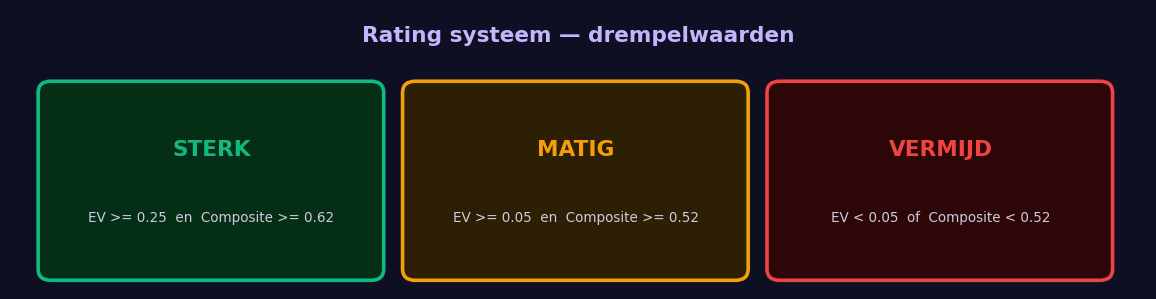 Rating systeem — drempelwaarden
STERK
EV >= 0.25 en Composite >= 0.62
MATIG
EV >= 0.05 en Composite >= 0.52
VERMIJD
EV < 0.05 of Composite < 0.52